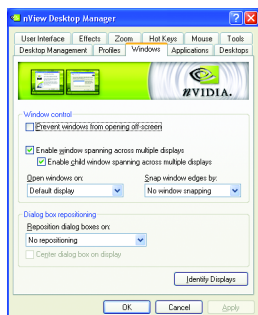 nView Desktop Manager
User Interface Effects Zoom Hot Keys Mouse Tools
Desktop Management Profiles Windows Applications Desktops
nVIDIA.
Window control
Prevent windows from opening off-screen
Enable window spanning across multiple displays
Enable child window spanning across multiple displays
Open windows on: Snap window edges by:
Default display No window snapping
Dialog box repositioning
Reposition dialog boxes on:
No repositioning
Center dialog box on display
Identify Displays
OK Cancel Apply